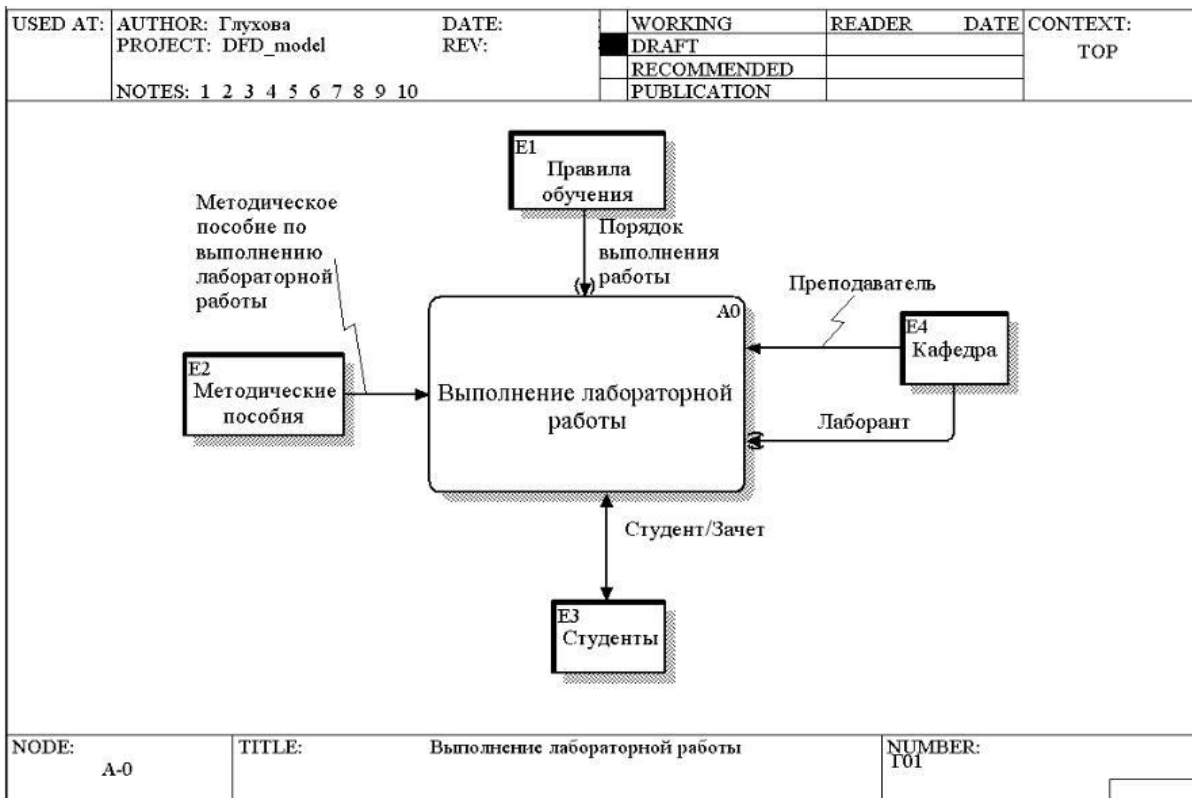 USED AT:
AUTHOR: Глухова
DATE:
PROJECT: DFD_model
REV:
NOTES: 1 2 3 4 5 6 7 8 9 10
WORKING
DRAFT
RECOMMENDED
PUBLICATION
READER DATE
CONTEXT:
TOP
E1
Правила
обучения
Методическое
пособие по
выполнению
лабораторной
работы
Порядок
выполнения
работы
Преподаватель
A0
E4
Кафедра
E2
Методические
пособия
Выполнение лабораторной
работы
Лаборант
Студент/Зачет
E3
Студенты
NODE:
A-0
TITLE:
Выполнение лабораторной работы
NUMBER:
T01